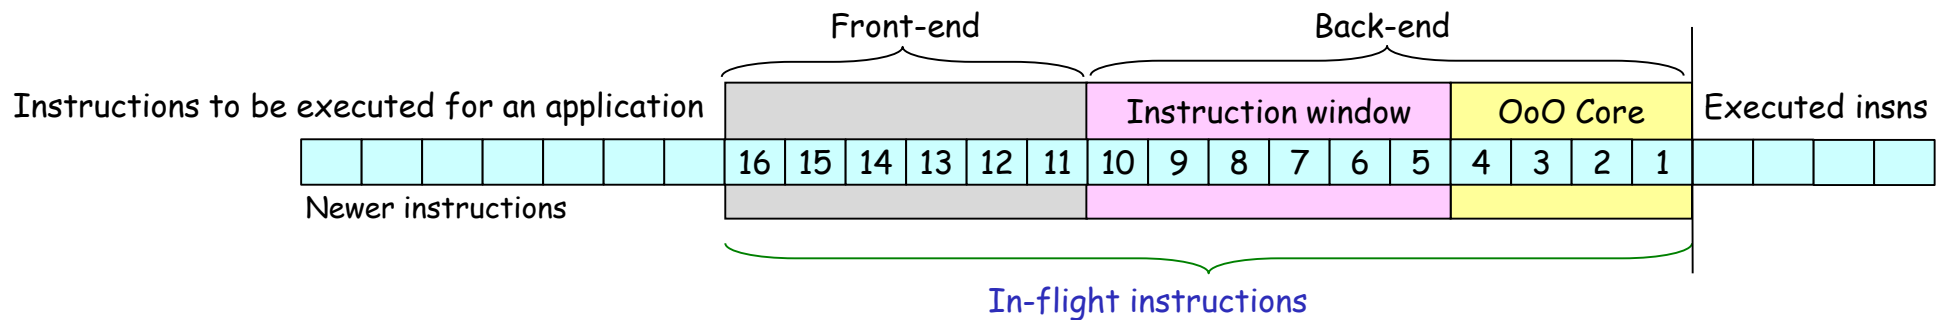 Front-end Back-end
Instructions to be executed for an application Instruction window OoO Core Executed insns
16 15 14 13 12 11 10 9 8 7 6 5 4 3 2 1
Newer instructions
In-flight instructions